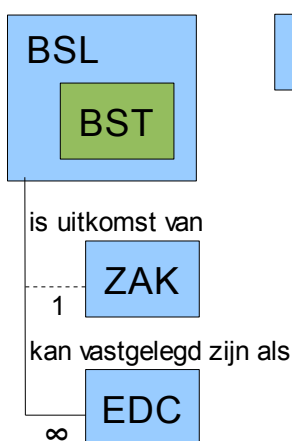 BSL
BST
is uitkomst van
ZAK
1
kan vastgelegd zijn als
EDC
∞